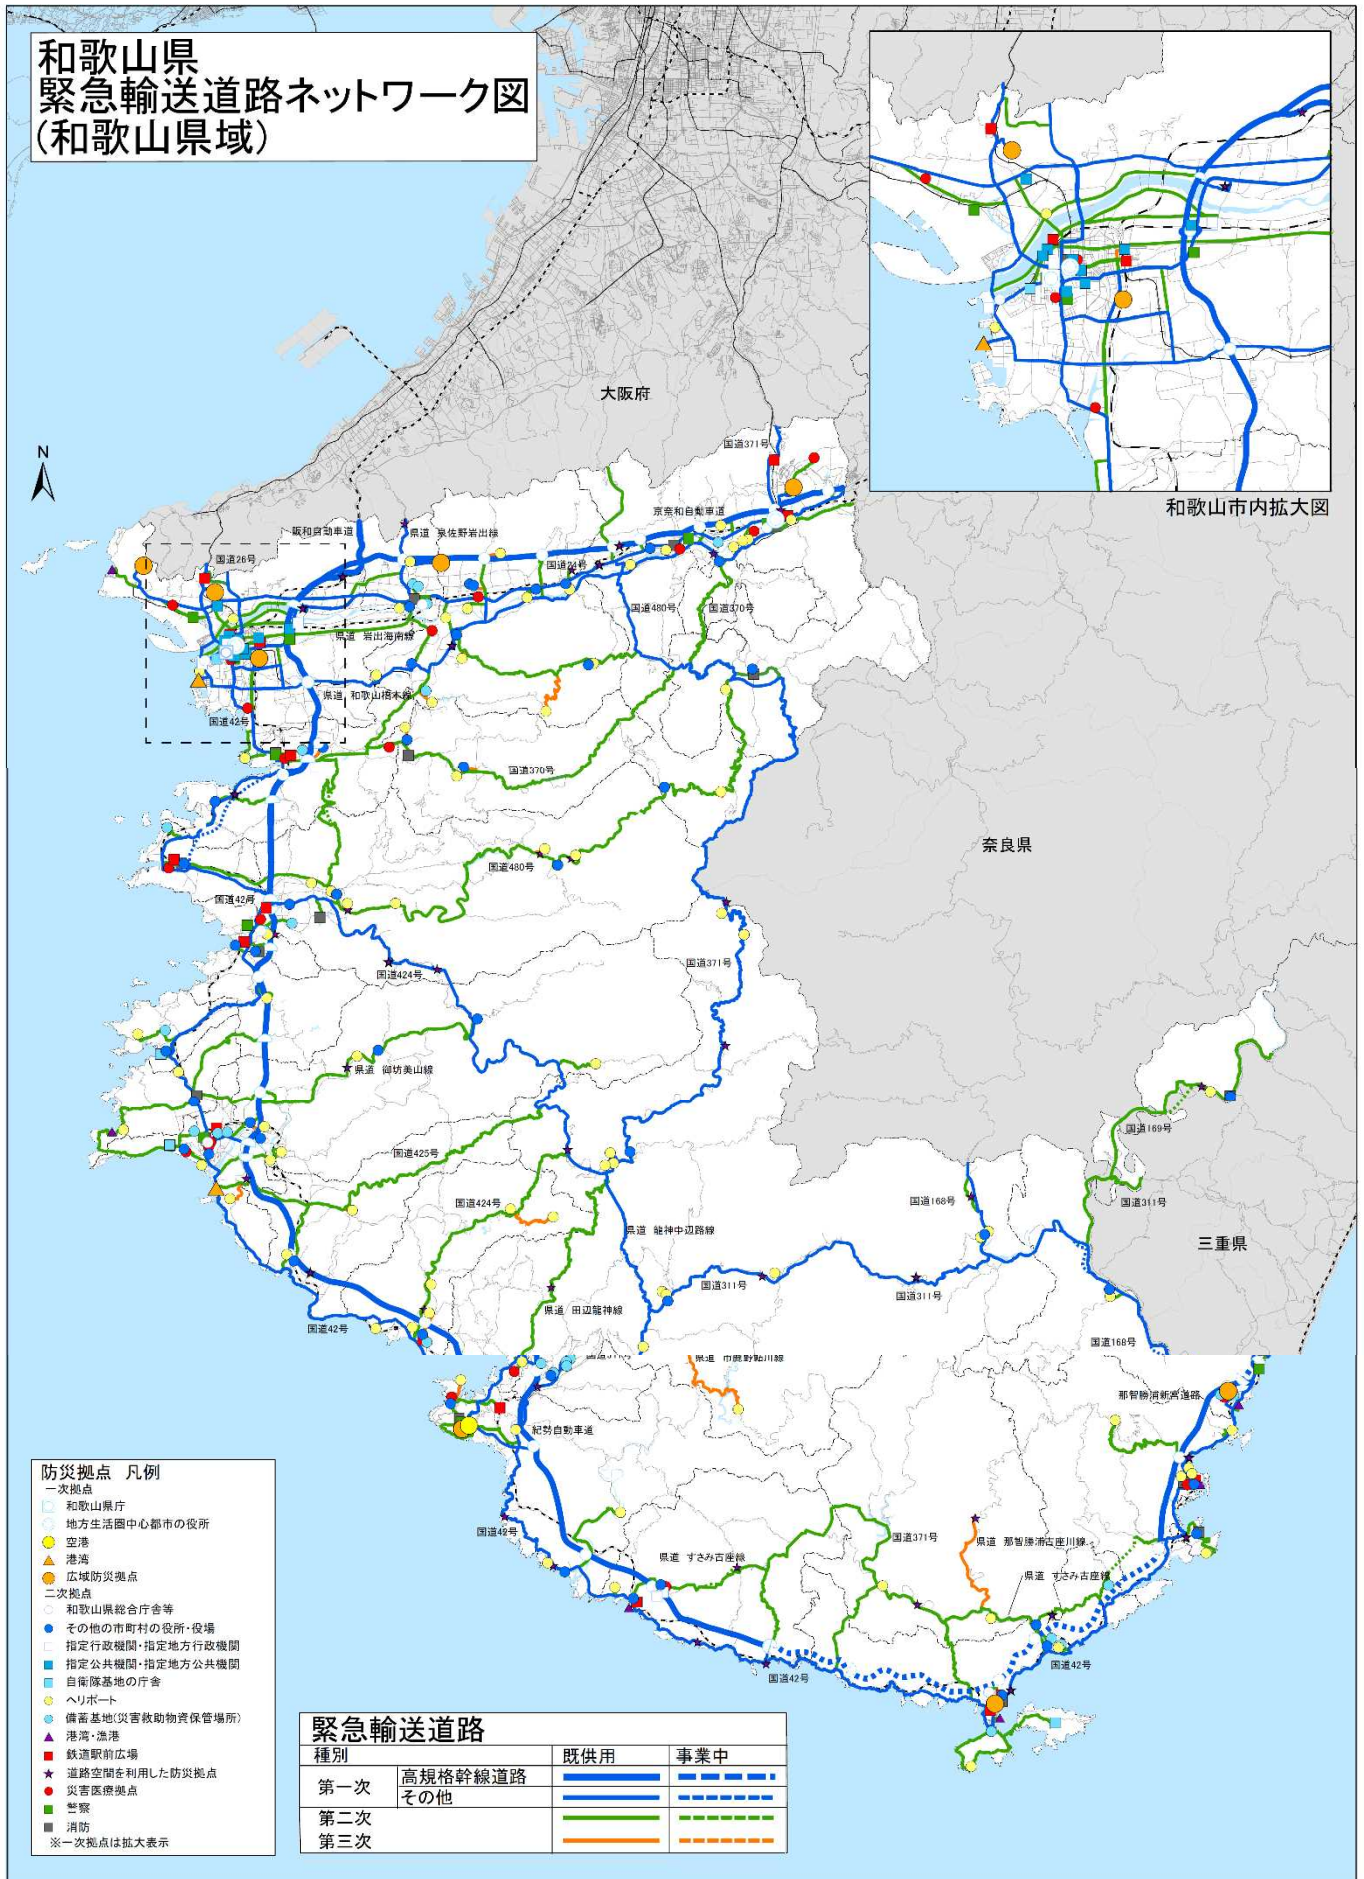 和歌山県
緊急輸送道路ネットワーク図
(和歌山県域)
和歌山市内拡大図
N
大阪府
国道371号
京奈和自動車道
阪和自動車道
県道 泉佐野岩出線
国道26号
国道24号
国道480号
国道370号
県道 岩出海南線
県道 和歌山橋本線
国道42号
国道370号
奈良県
国道480号
国道42号
国道424号
国道371号
県道 御坊美山線
国道169号
国道425号
国道424号
国道168号
国道311号
県道 龍神中辺路線
三重県
国道311号
国道311号
県道 田辺龍神線
国道42号
国道168号
県道 市鹿野鮎川線
那智勝浦新宮道路
紀勢自動車道
国道42号
国道371号
県道 那智勝浦古座川線
県道 すさみ古座線
県道 すさみ古座線
国道42号
国道42号
防災拠点 凡例
一次拠点
和歌山県庁
地方生活圏中心都市の役所
空港
港湾
広域防災拠点
二次拠点
和歌山県総合庁舎等
その他の市町村の役所・役場
指定行政機関・指定地方行政機関
指定公共機関・指定地方公共機関
自衛隊基地の庁舎
ヘリポート
備蓄基地(災害救助物資保管場所)
港湾・漁港
鉄道駅前広場
道路空間を利用した防災拠点
災害医療拠点
警察
消防
※一次拠点は拡大表示
緊急輸送道路
種別 既供用 事業中
第一次 高規格幹線道路
その他
第二次
第三次